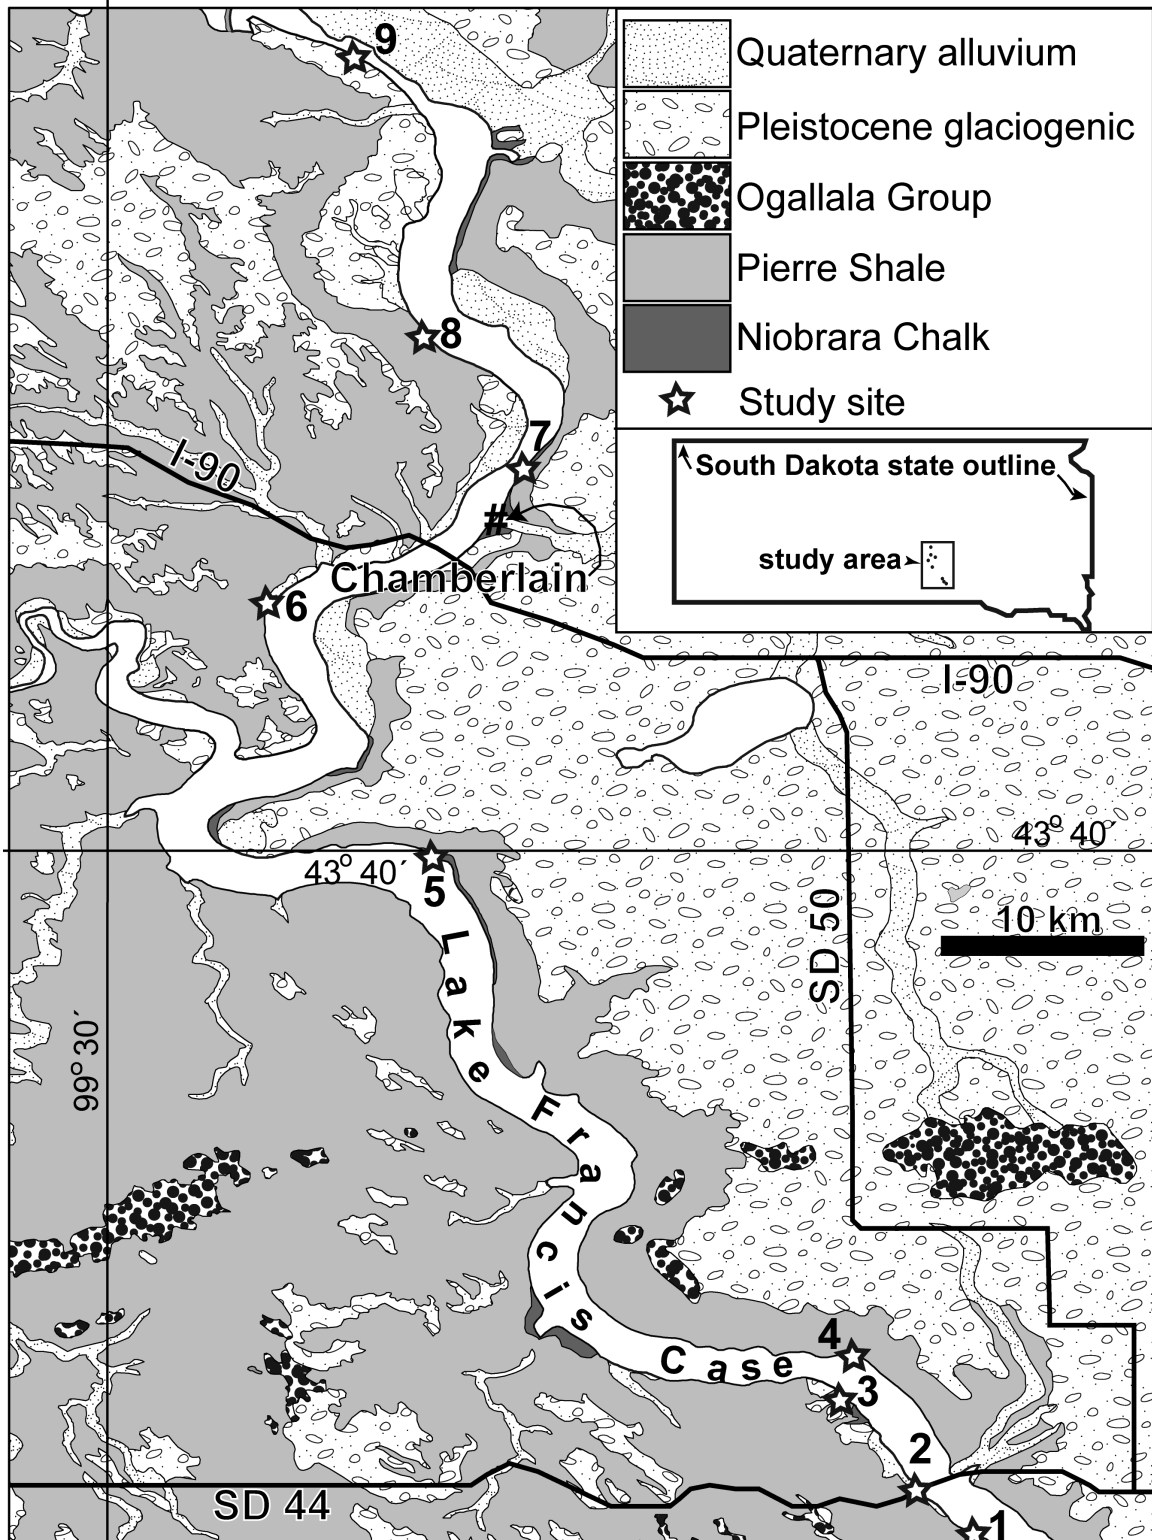 9
Quaternary alluvium
Pleistocene glaciogenic
Ogallala Group
Pierre Shale
Niobrara Chalk
Study site
8
7
I-90
#
South Dakota state outline
study area
Chamberlain
6
I-90
43° 40´
43° 40´
5
SD 50
10 km
99° 30´
Lake Francis Case
4
3
2
SD 44
1